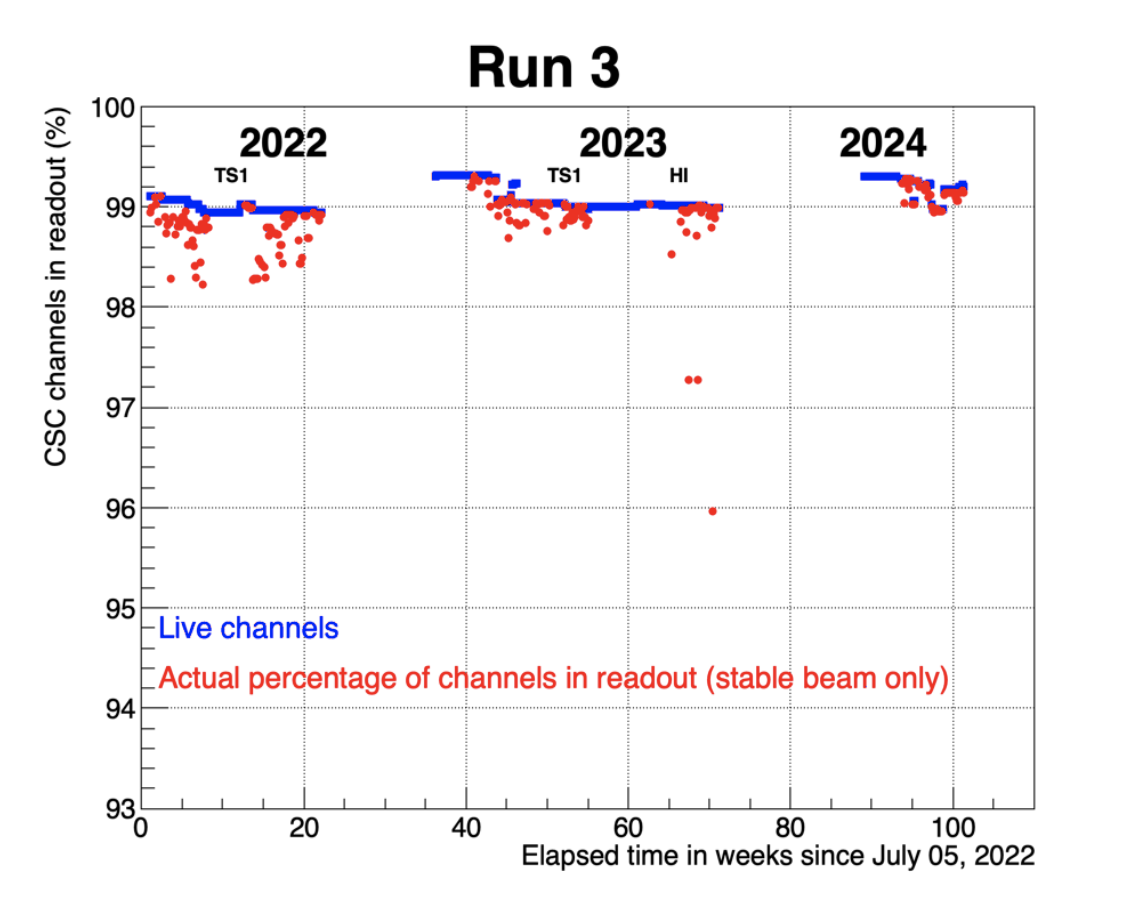 Run 3
CSC channels in readout (%)
100
99
98
97
96
95
94
93
2022
2023
2024
TS1
TS1
HI
Live channels
Actual percentage of channels in readout (stable beam only)
0 20 40 60 80 100
Elapsed time in weeks since July 05, 2022